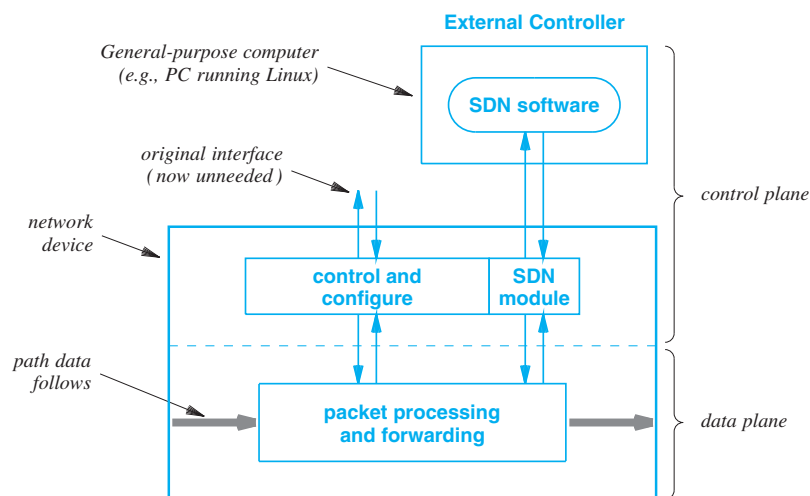 External Controller
General-purpose computer
(e.g., PC running Linux)
SDN software
original interface
(now unneeded)
control plane
network
device
control and
configure
SDN
module
path data
follows
packet processing
and forwarding
data plane